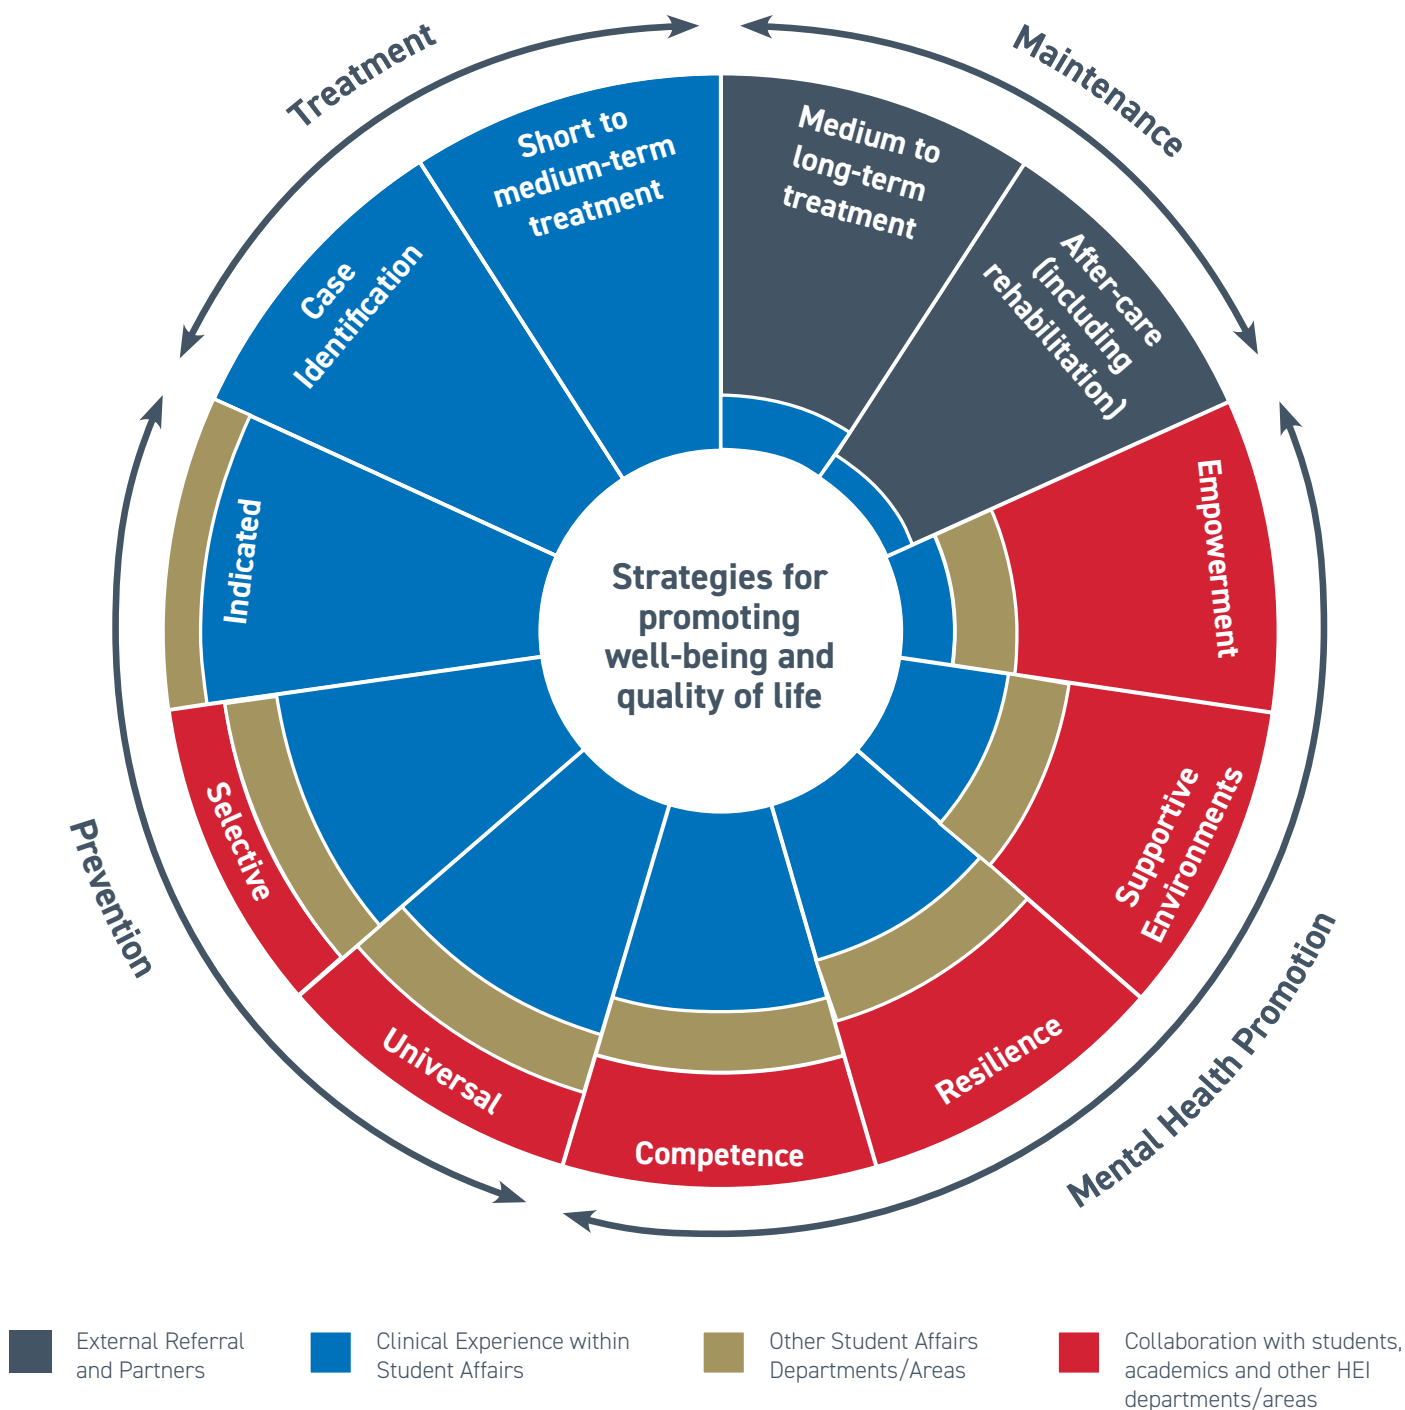 Treatment
Maintenance
Short to
medium-term
treatment
Medium to
long-term
treatment
Case
Identification
After-care
(including
rehabilitation)
Indicated
Empowerment
Strategies for
promoting
well-being and
quality of life
Selective
Supportive
Environments
Prevention
Universal
Resilience
Competence
Mental Health Promotion
External Referral
and Partners
Clinical Experience within
Student Affairs
Other Student Affairs
Departments/Areas
Collaboration with students,
academics and other HEI
departments/areas